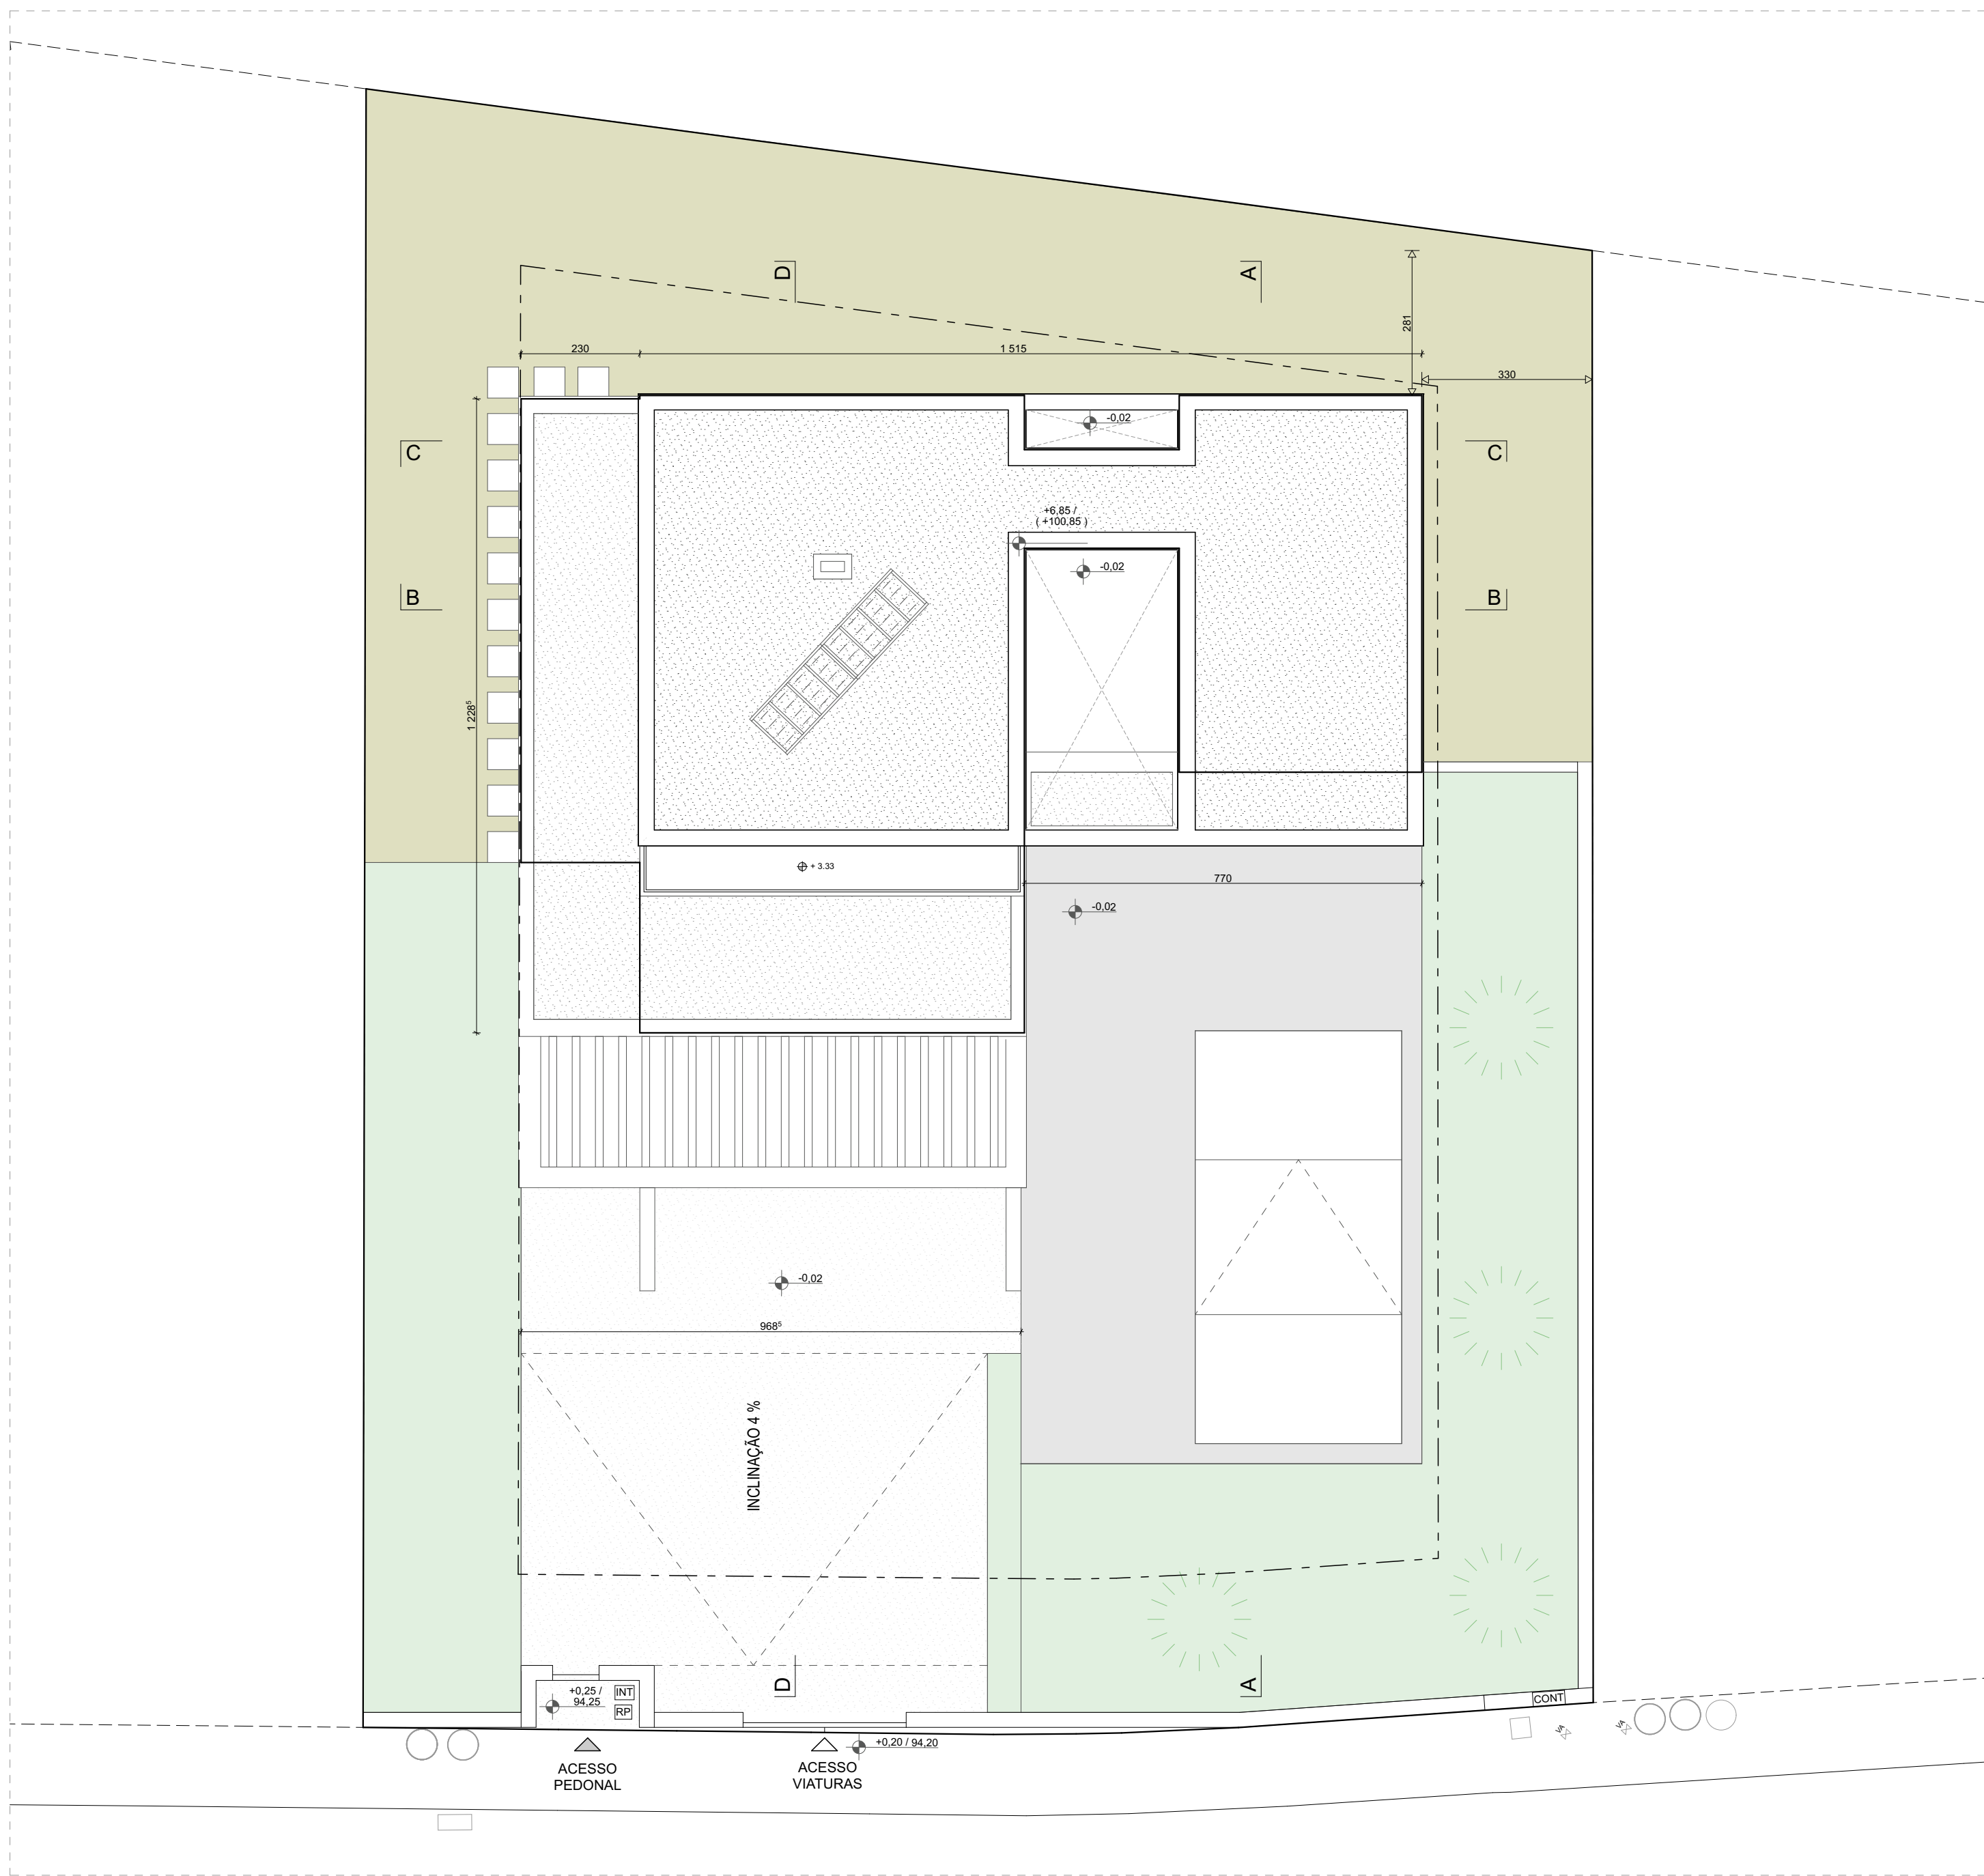 D
A
281
230
1 515
330
-0,02
C
C
+6,85 /
( +100,85 )
-0,02
B
B
1 228⁵
+ 3.33
770
-0,02
-0,02
968⁵
INCLINAÇÃO 4 %
D
A
+0,25 /
94,25
INT
RP
CONT
VA
VA
+0,20 / 94,20
ACESSO
PEDONAL
ACESSO
VIATURAS